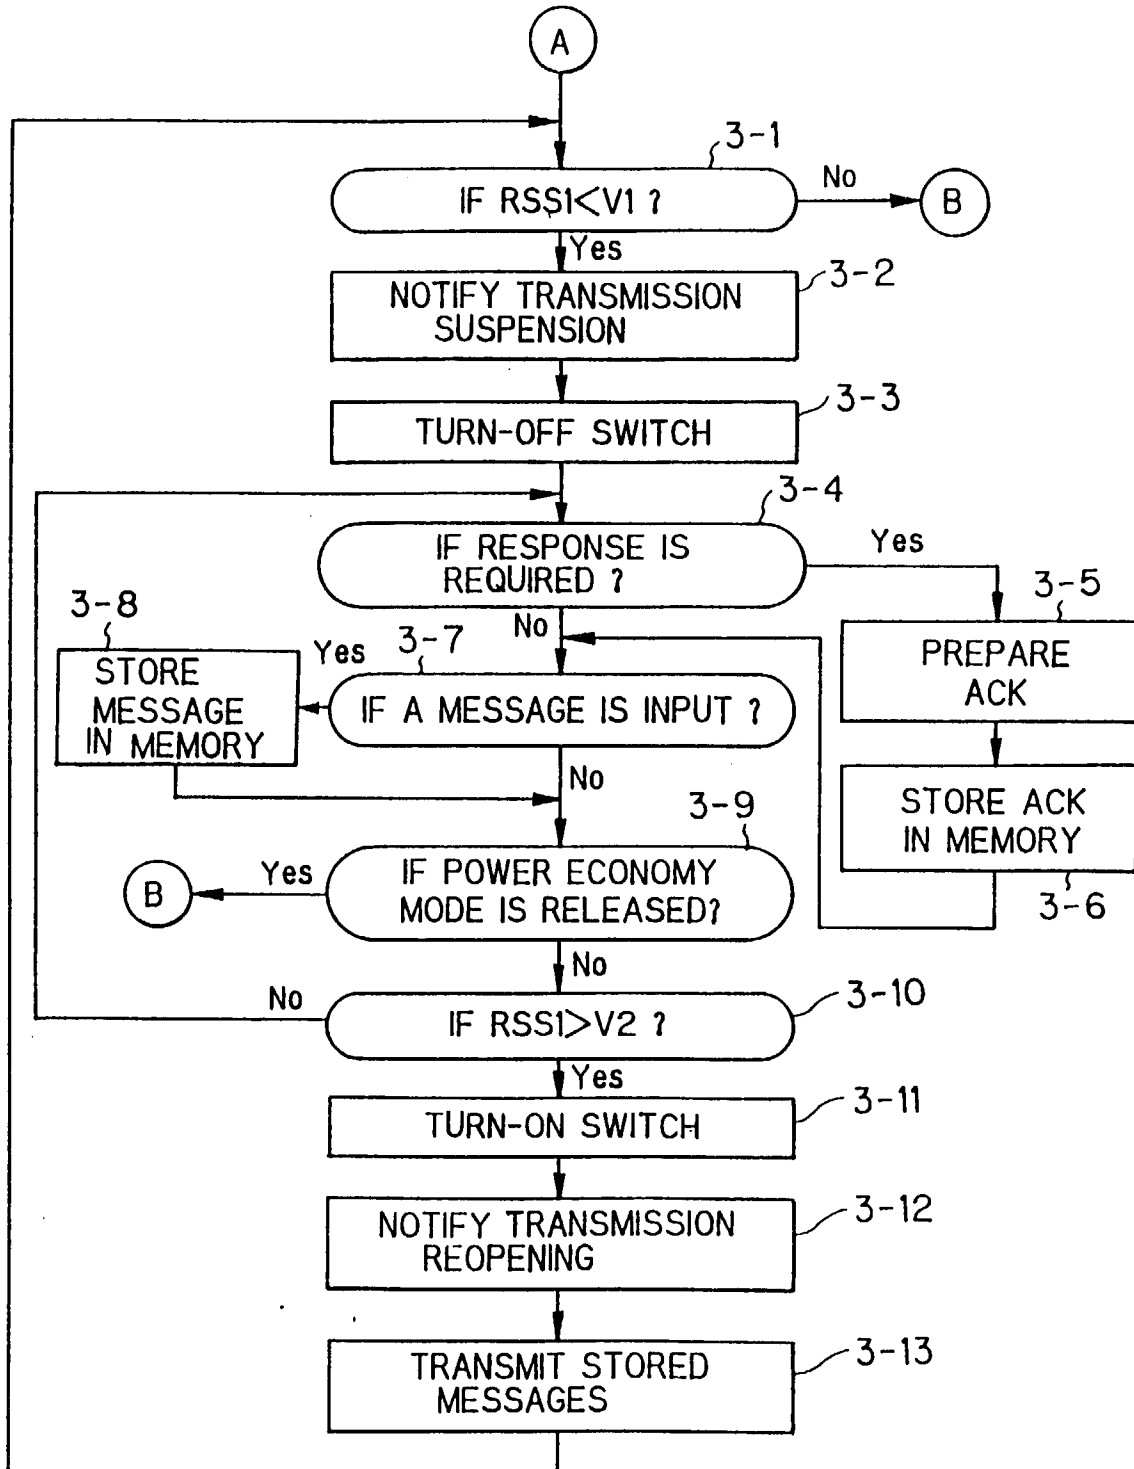 A
3-1
IF RSS1<V1 ?
No
B
Yes
3-2
NOTIFY TRANSMISSION
SUSPENSION
3-3
TURN-OFF SWITCH
3-4
IF RESPONSE IS
REQUIRED ?
Yes
No
3-5
PREPARE
ACK
3-8
STORE
MESSAGE
IN MEMORY
Yes
3-7
IF A MESSAGE IS INPUT ?
No
STORE ACK
IN MEMORY
3-6
3-9
IF POWER ECONOMY
MODE IS RELEASED?
Yes
B
No
No
3-10
IF RSS1>V2 ?
Yes
3-11
TURN-ON SWITCH
3-12
NOTIFY TRANSMISSION
REOPENING
3-13
TRANSMIT STORED
MESSAGES